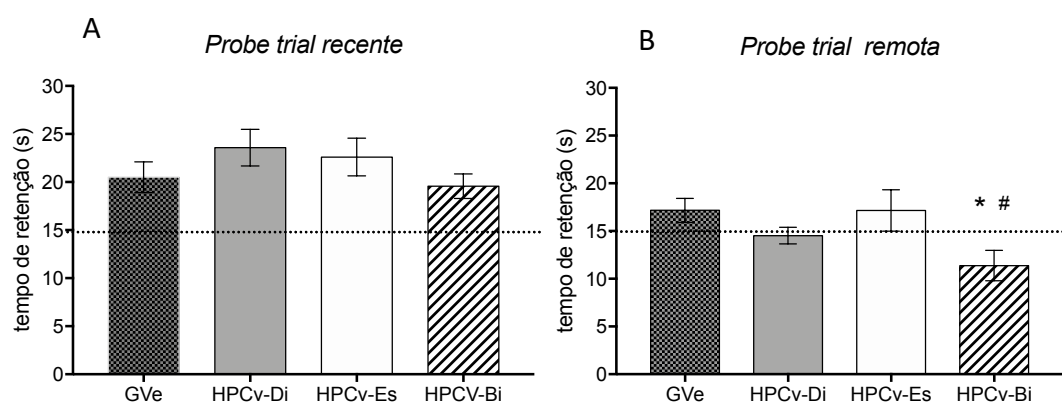 A
Probe trial recente
tempo de retenção (s)
30
25
20
15
10
5
0
GVe HPCv-Di HPCv-Es HPCV-Bi
B
Probe trial remota
tempo de retenção (s)
30
25
20
15
10
5
0
* #
GVe HPCv-Di HPCv-Es HPCv-Bi